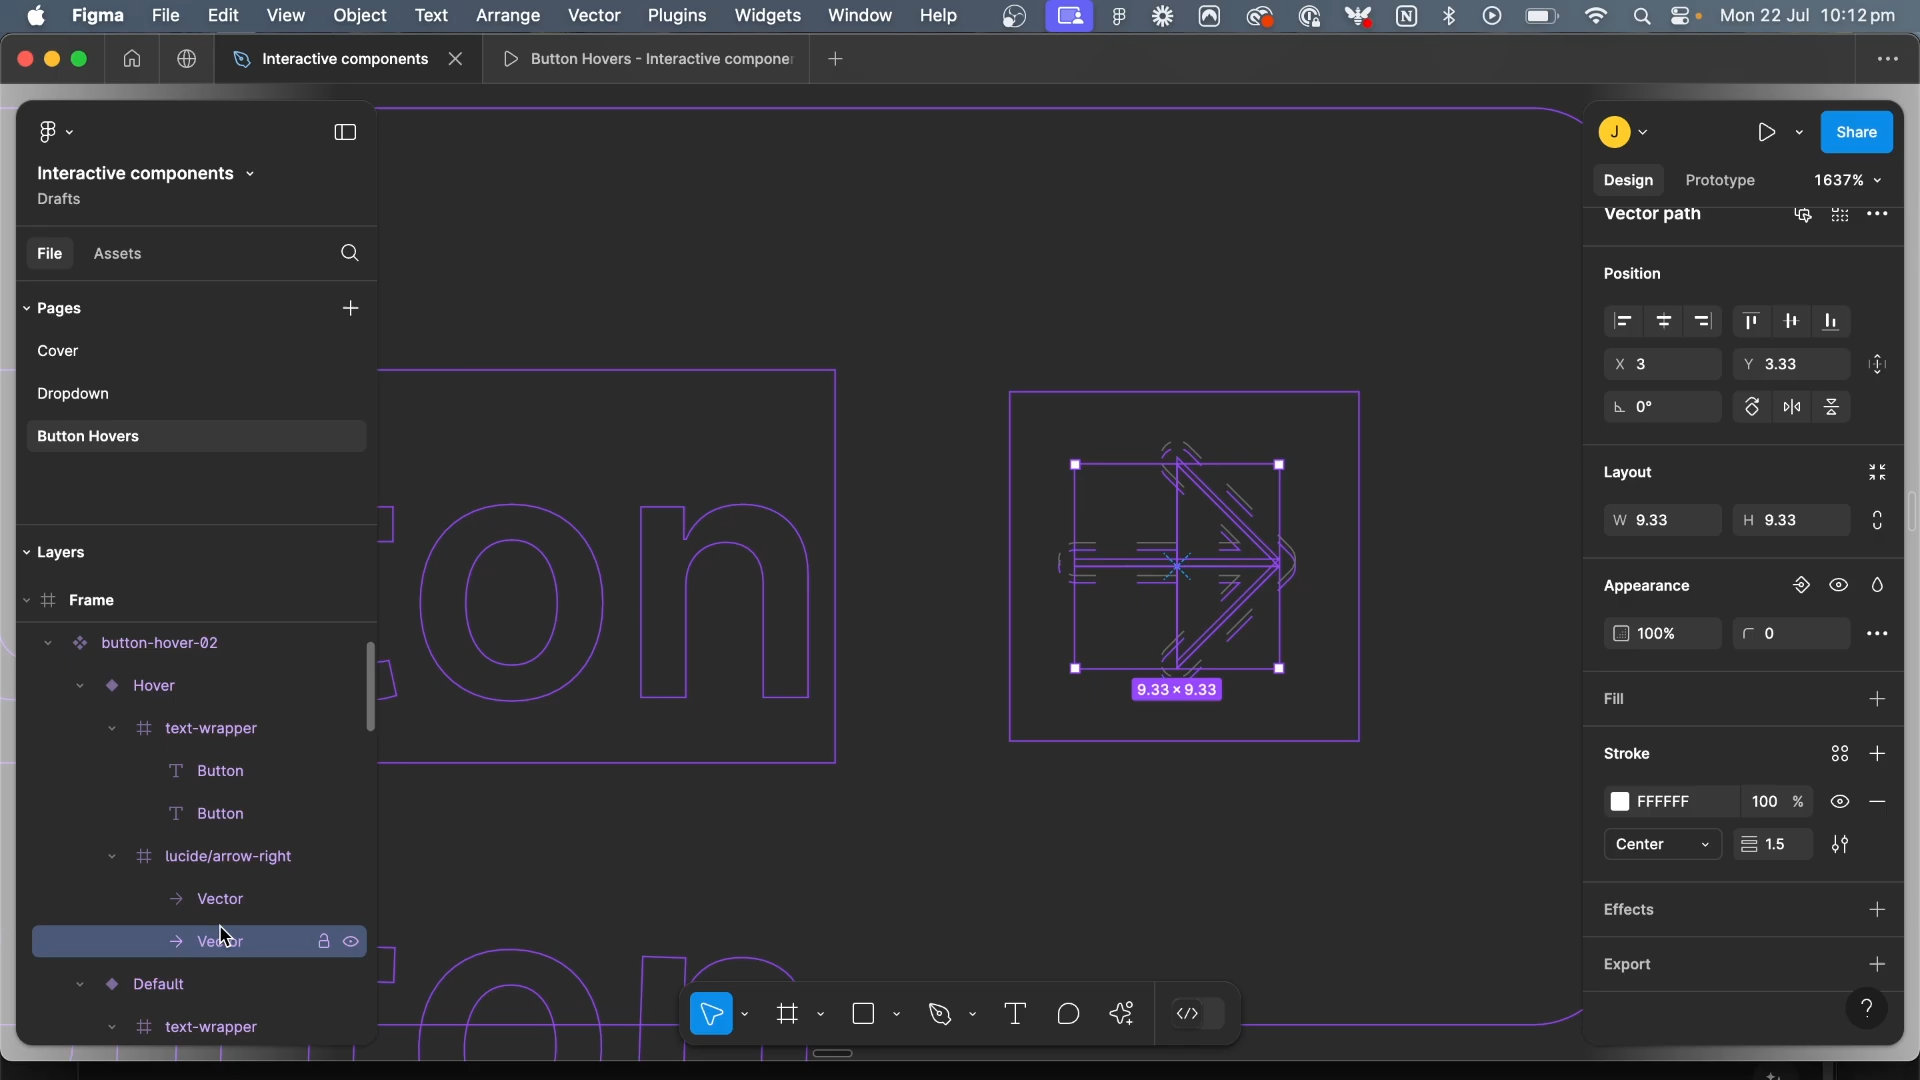 Figma File Edit View Object Text Arrange Vector Plugins Widgets Window Help Mon 22 Jul 10:12 pm
Interactive components
Button Hovers - Interactive compone
Interactive components
Drafts
File Assets
Pages
Cover
Dropdown
Button Hovers
Layers
Frame
button-hover-02
Hover
text-wrapper
Button
Button
lucide/arrow-right
Vector
Vector
Default
text-wrapper
ton
9.33 × 9.33
ton
J
Share
Design Prototype 1637%
Vector path
Position
X 3 Y 3.33
0°
Layout
W 9.33 H 9.33
Appearance
100% 0
Fill
Stroke
FFFFFF 100 %
Center 1.5
Effects
Export
?